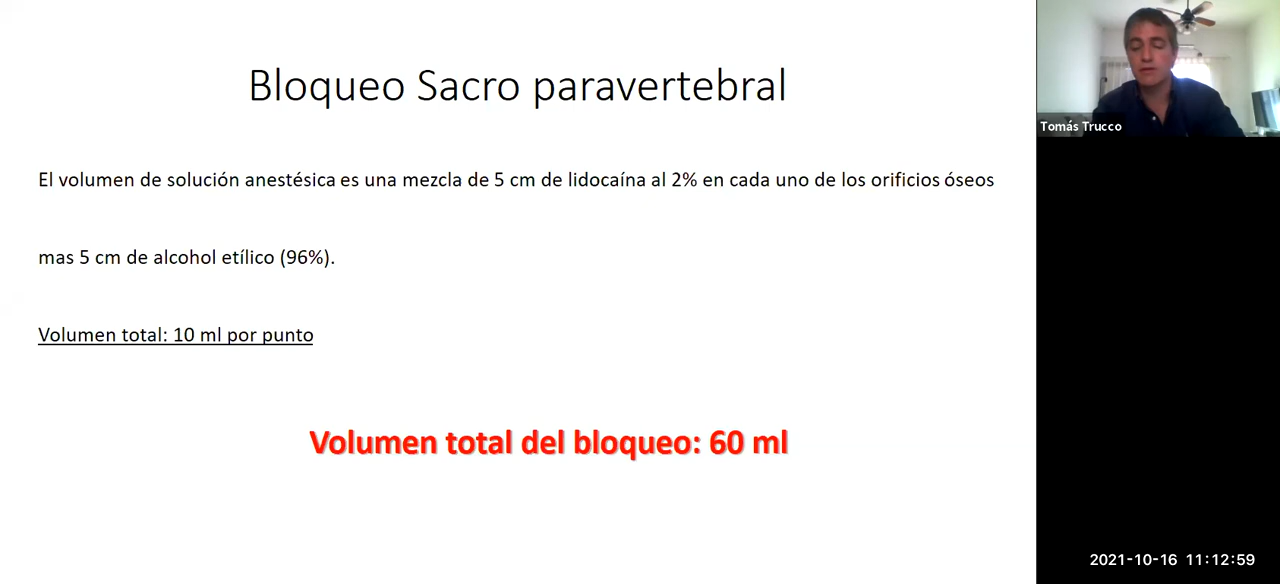 Bloqueo Sacro paravertebral
El volumen de solución anestésica es una mezcla de 5 cm de lidocaína al 2% en cada uno de los orificios óseos
mas 5 cm de alcohol etílico (96%).
Volumen total: 10 ml por punto
Volumen total del bloqueo: 60 ml
Tomás Trucco
2021-10-16 11:12:59